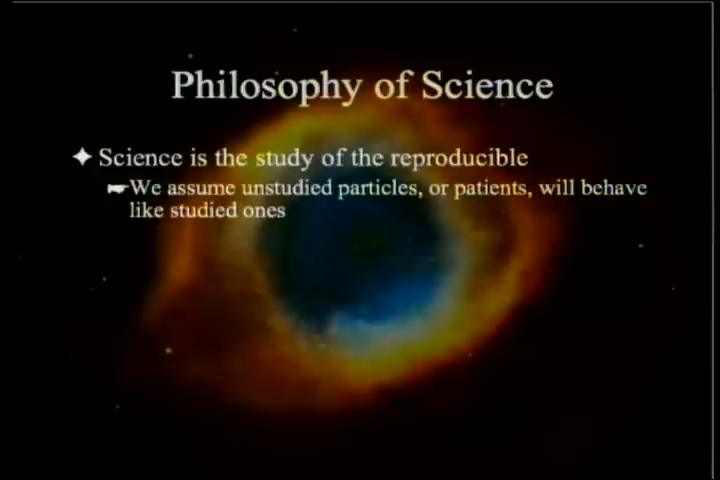 Philosophy of Science
Science is the study of the reproducible
We assume unstudied particles, or patients, will behave
like studied ones